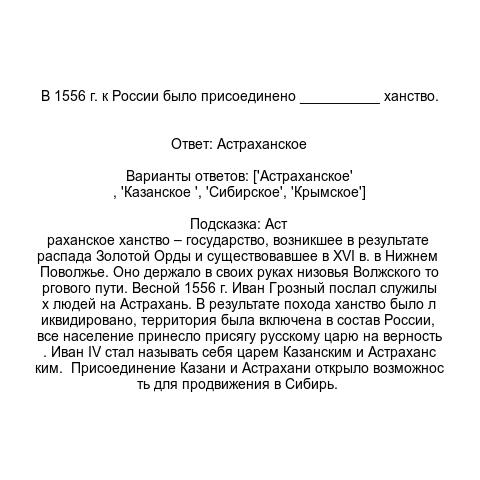 В 1556 г. к России было присоединено __________ ханство.
Ответ: Астраханское
Варианты ответов: ['Астраханское'
, 'Казанское ', 'Сибирское', 'Крымское']
Подсказка: Аст
раханское ханство – государство, возникшее в результате
распада Золотой Орды и существовавшее в XVI в. в Нижнем
Поволжье. Оно держало в своих руках низовья Волжского то
ргового пути. Весной 1556 г. Иван Грозный послал служилы
х людей на Астрахань. В результате похода ханство было л
иквидировано, территория была включена в состав России,
все население принесло присягу русскому царю на верность
. Иван IV стал называть себя царем Казанским и Астраханс
ким.  Присоединение Казани и Астрахани открыло возможнос
ть для продвижения в Сибирь.